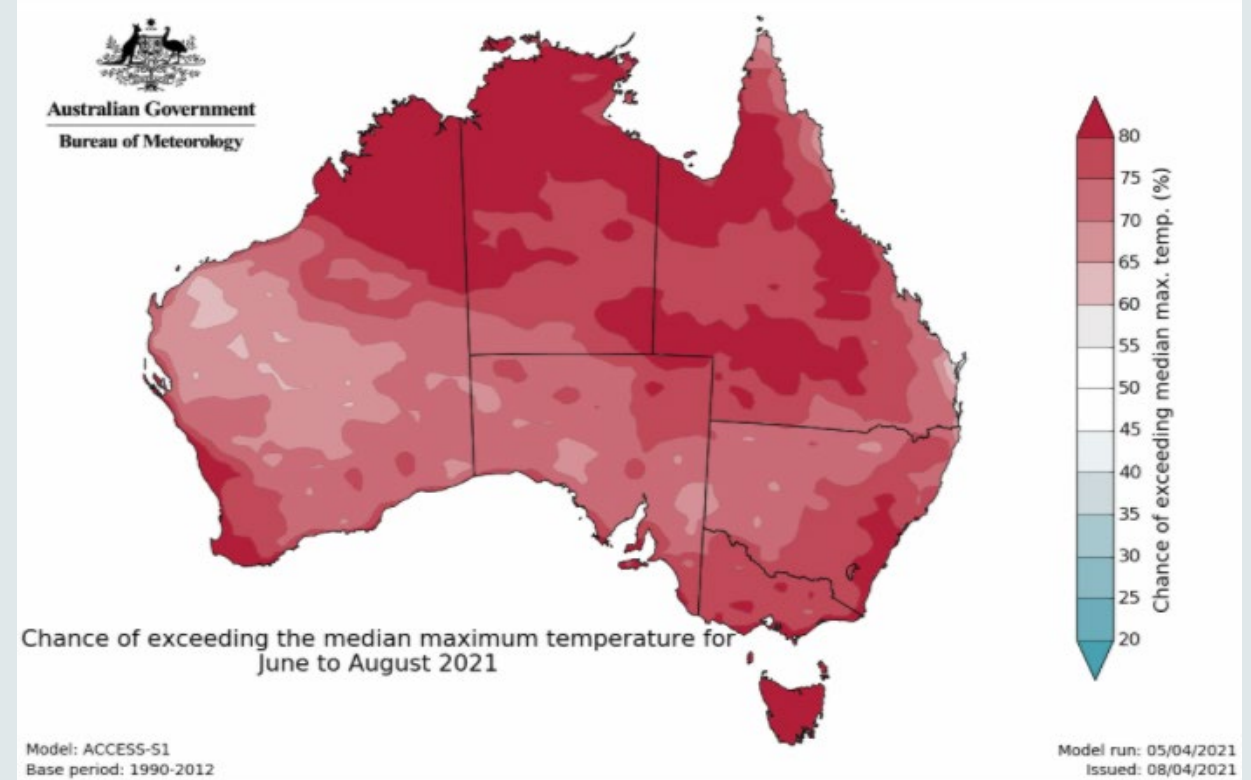 Australian Government
Bureau of Meteorology
80
75
70
65
60
55
50
45
40
35
30
25
20
Chance of exceeding median max. temp. (%)
Chance of exceeding the median maximum temperature for
June to August 2021
Model: ACCESS-S1
Base period: 1990-2012
Model run: 05/04/2021
Issued: 08/04/2021